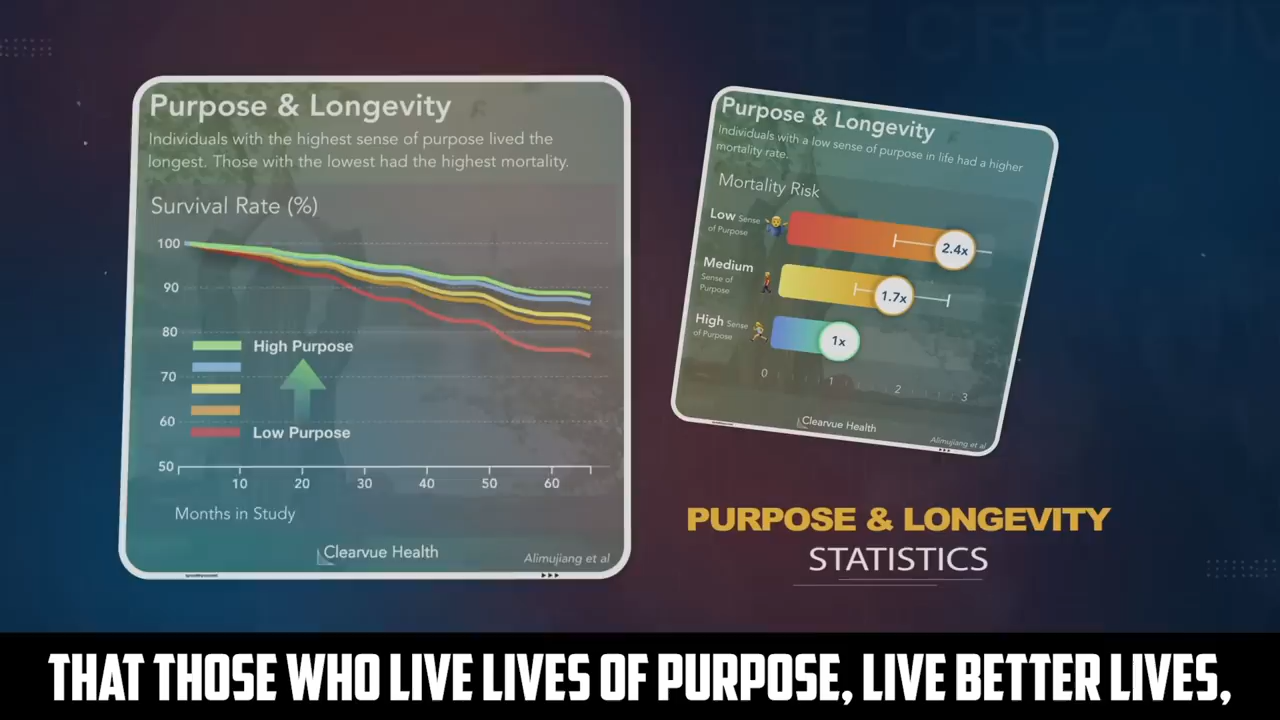 Purpose & Longevity
Individuals with the highest sense of purpose lived the
longest. Those with the lowest had the highest mortality.
Survival Rate (%)
100
90
80
70
60
50
High Purpose
Low Purpose
10 20 30 40 50 60
Months in Study
Clearvue Health
Alimujiang et al
Purpose & Longevity
Individuals with a low sense of purpose in life had a higher
mortality rate.
Mortality Risk
Low Sense
of Purpose
2.4x
Medium
Sense of
Purpose
1.7x
High Sense
of Purpose
1x
0 1 2 3
Clearvue Health
Alimujiang et al
PURPOSE & LONGEVITY
STATISTICS
THAT THOSE WHO LIVE LIVES OF PURPOSE, LIVE BETTER LIVES,